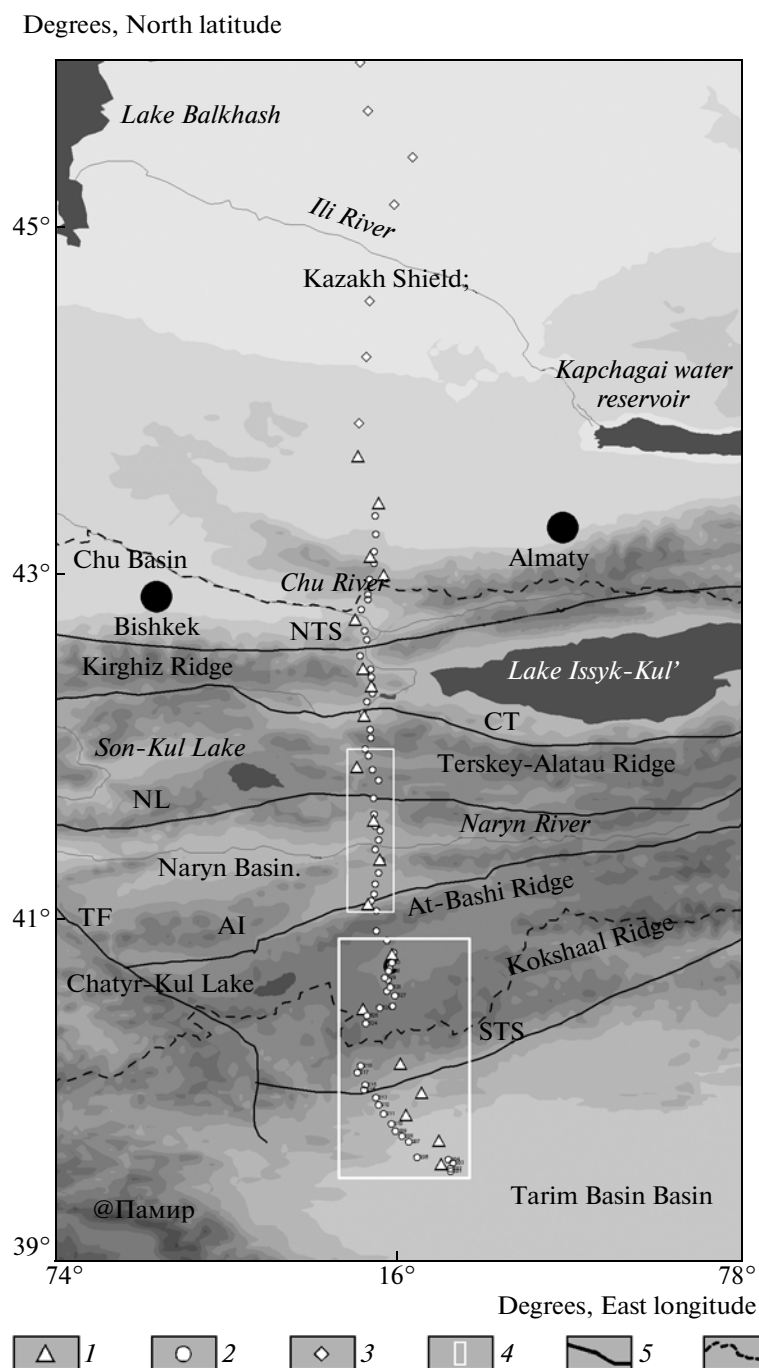 Degrees, North latitude
Lake Balkhash
Ili River
45°
Kazakh Shield;
Kapchagai water
reservoir
Almaty
43°
Chu Basin
Chu River
Bishkek
NTS
Kirghiz Ridge
Lake Issyk-Kul’
CT
Son-Kul Lake
Terskey-Alatau Ridge
NL
Naryn River
Naryn Basin.
At-Bashi Ridge
41°
TF
AI
Kokshaal Ridge
Chatyr-Kul Lake
STS
Tarim Basin Basin
@Памир
39°
74°
16°
78°
Degrees, East longitude
1
2
3
4
5